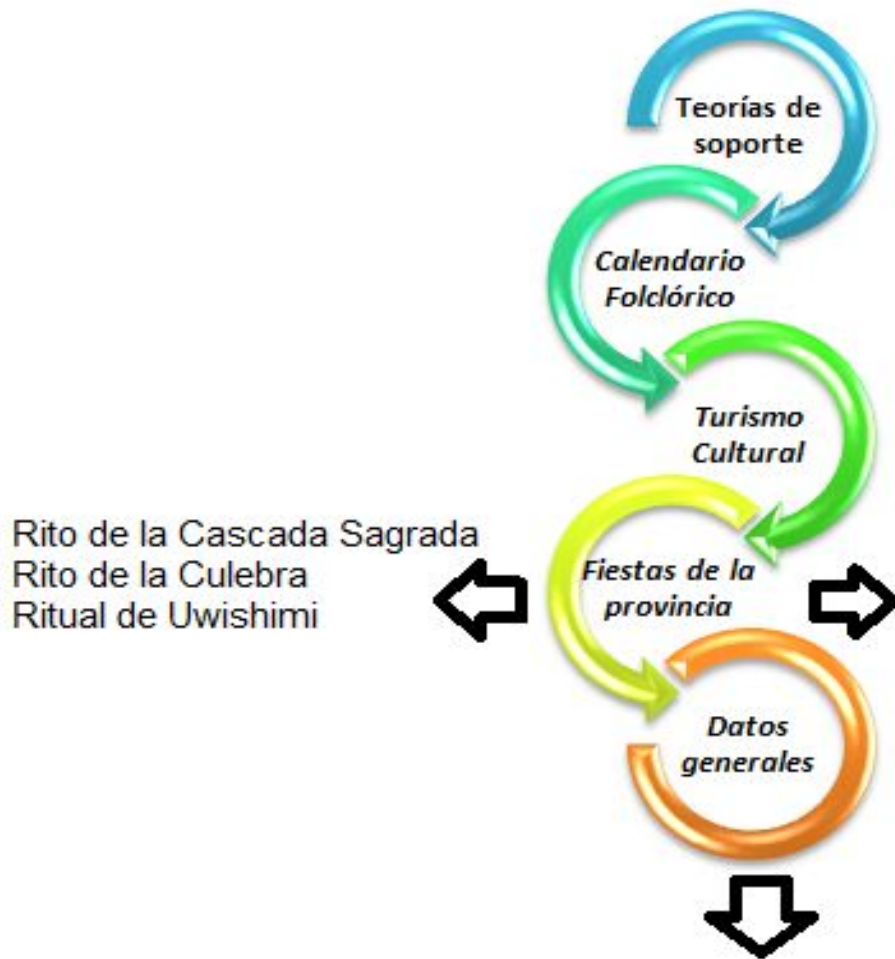 Teorías de
soporte
Calendario
Folclórico
Turismo
Cultural
Rito de la Cascada Sagrada
Rito de la Culebra
Ritual de Uwishimi
Fiestas de la
provincia
Datos
generales